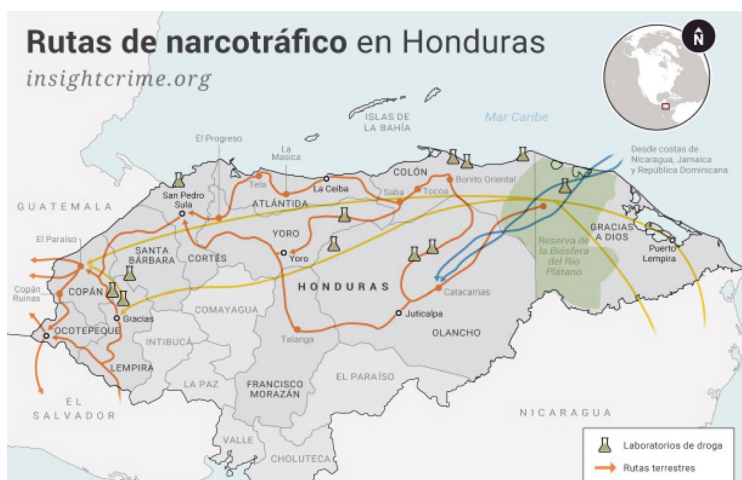 Rutas de narcotráfico en Honduras
insightcrime.org
N
ISLAS DE
LA BAHÍA
Mar Caribe
Desde costas de
Nicaragua, Jamaica
y República Dominicana
El Progreso
La
Masica
Tela
La Ceiba
COLÓN
Bonito Oriental
Saba
Tocoa
San Pedro
Sula
ATLÁNTIDA
GUATEMALA
El Paraíso
SANTA
BÁRBARA
CORTÉS
YORO
Yoro
GRACIAS
A DIOS
Puerto
Lempira
Reserva de
la Biósfera
del Río
Plátano
HONDURAS
Copán
Ruinas
COPÁN
COMAYAGUA
Catacamas
Gracias
Juticalpa
OCOTEPEQUE
OLANCHO
INTIBUCÁ
Talanga
LEMPIRA
LA PAZ
FRANCISCO
MORAZÁN
EL PARAÍSO
EL
SALVADOR
NICARAGUA
VALLE
CHOLUTECA
Laboratorios de droga
Rutas terrestres